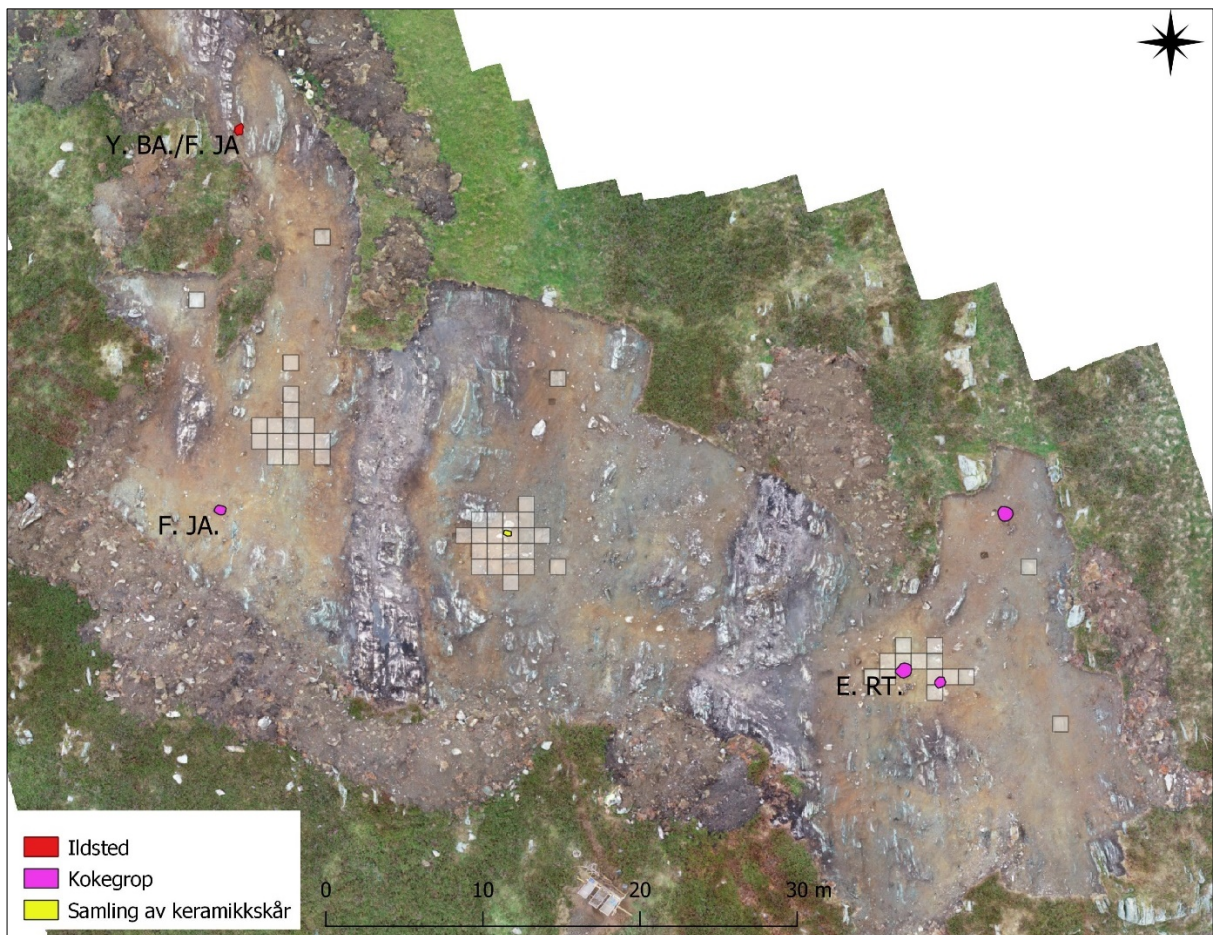 Y. BA./F. JA
F. JA.
E. RT.
Ildsted
Kokegrop
Samling av keramikkskår
0 10 20 30 m